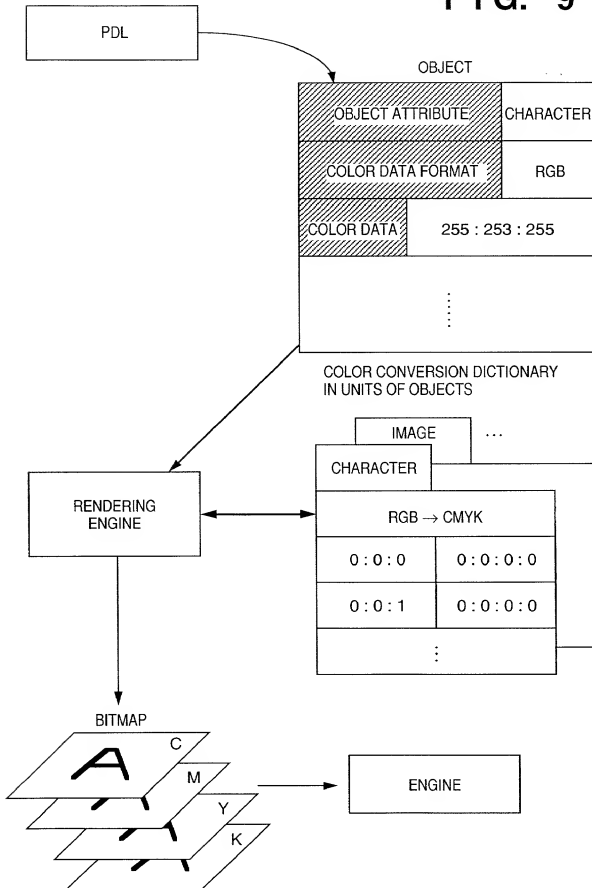 FIG. 9
PDL
OBJECT
OBJECT ATTRIBUTE CHARACTER
COLOR DATA FORMAT RGB
COLOR DATA 255 : 253 : 255
COLOR CONVERSION DICTIONARY
IN UNITS OF OBJECTS
IMAGE ...
CHARACTER
RENDERING
ENGINE
RGB → CMYK
0 : 0 : 0 0 : 0 : 0 : 0
0 : 0 : 1 0 : 0 : 0 : 0
BITMAP
A C
M
Y
K
ENGINE